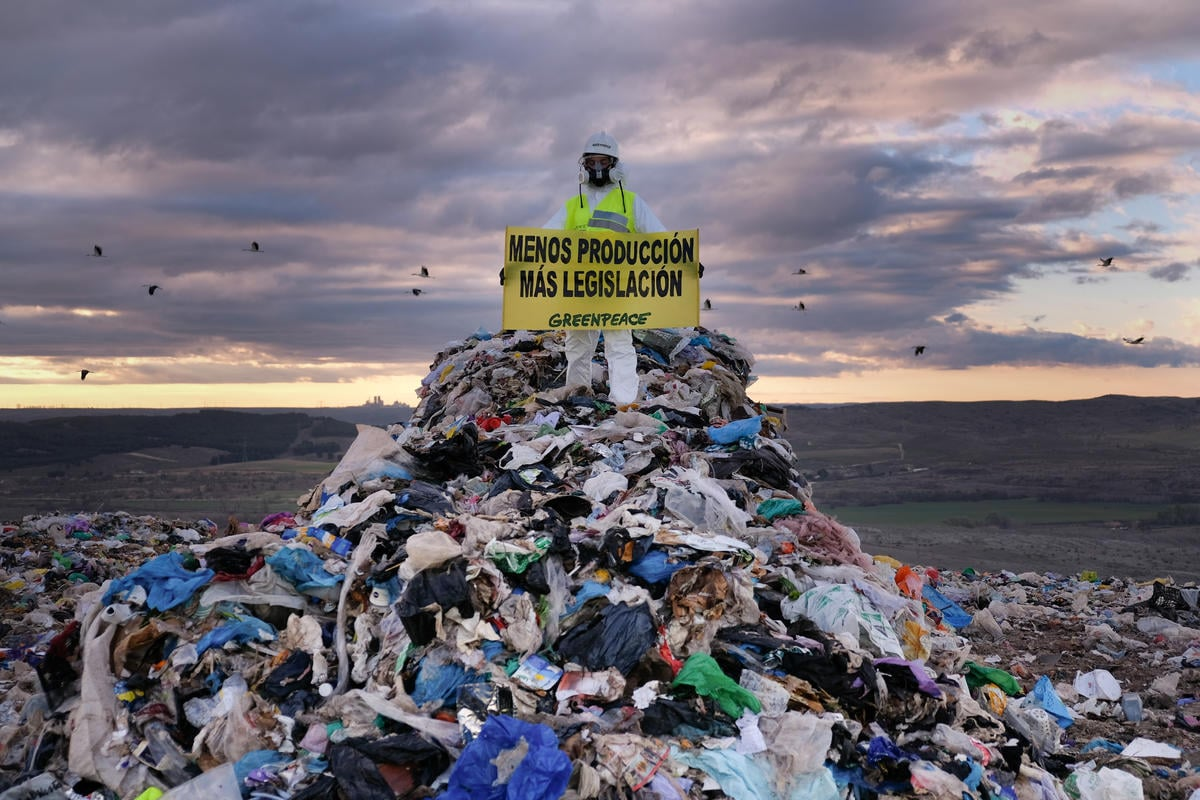 MENOS PRODUCCIÓN
MÁS LEGISLACIÓN
GREENPEACE